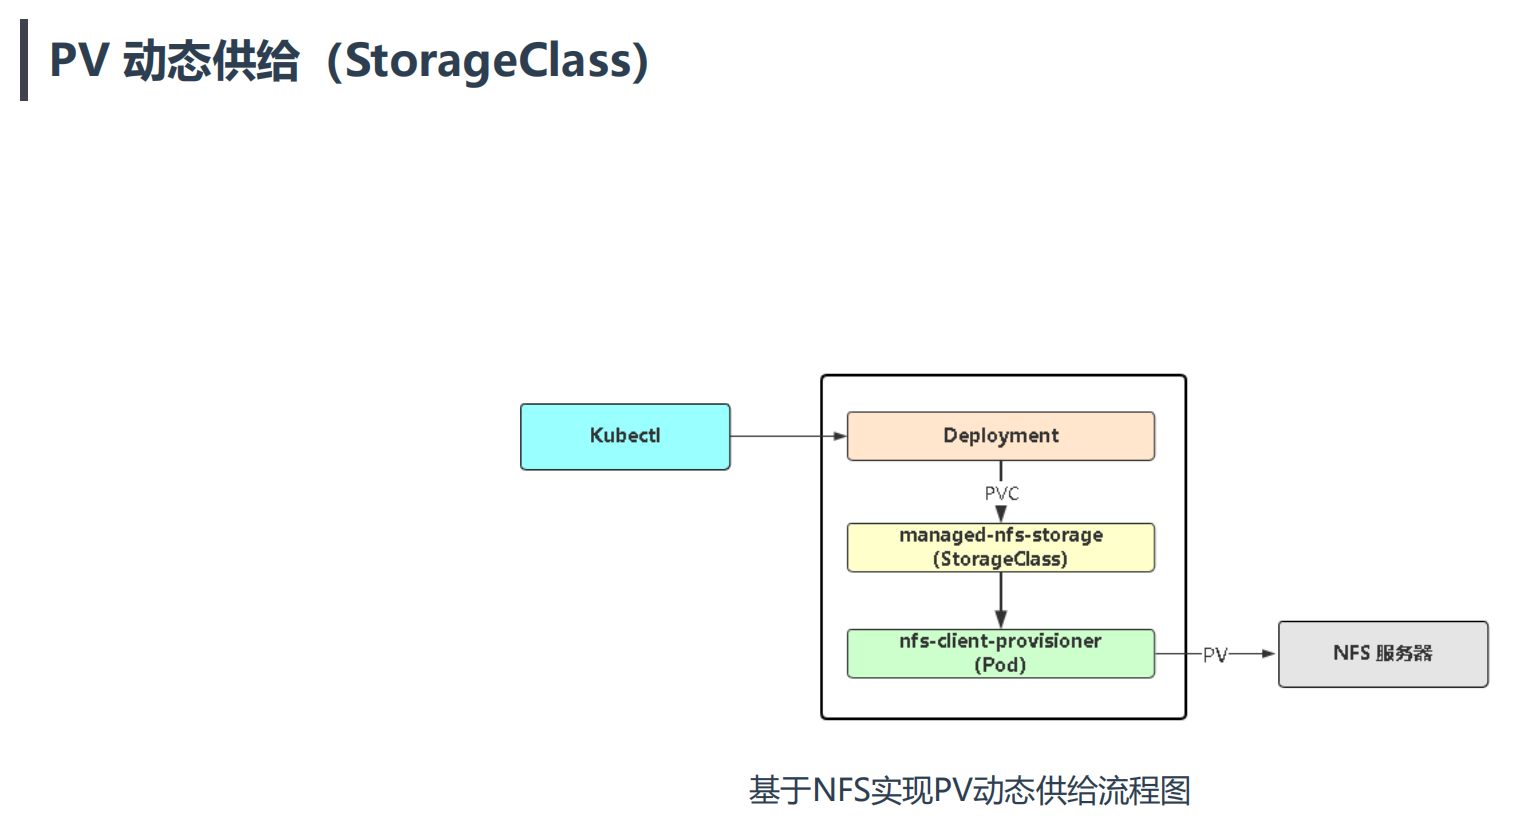 PV 动态供给（StorageClass）
Kubectl
Deployment
PVC
managed-nfs-storage
(StorageClass)
nfs-client-provisioner
(Pod)
PV
NFS 服务器
基于NFS实现PV动态供给流程图